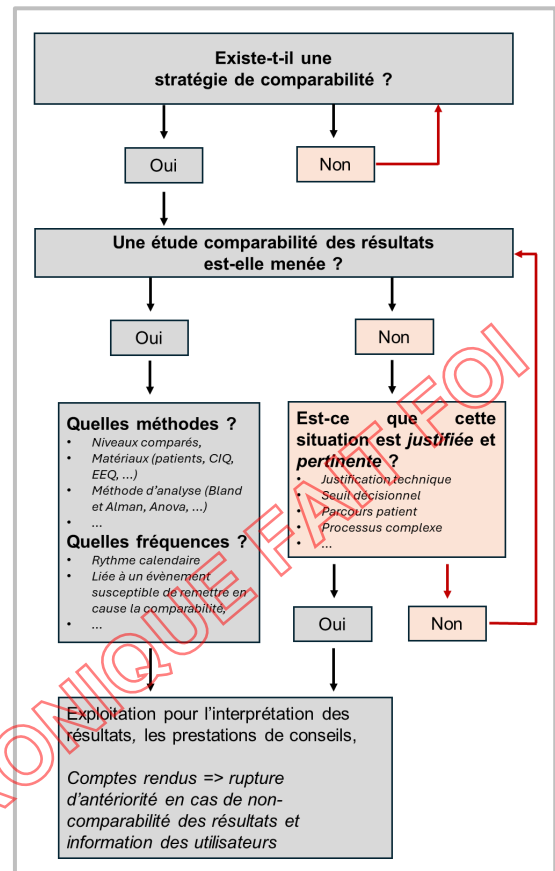 Existe-t-il une
stratégie de comparabilité ?
Oui
Non
Une étude comparabilité des résultats
est-elle menée ?
Oui
Non
Quelles méthodes ?
• Niveaux comparés,
• Matériaux (patients, CIQ,
EEQ, ...)
• Méthode d'analyse (Bland
et Alman, Anova, ...)
• ...
Quelles fréquences ?
• Rythme calendaire
• Liée à un évènement
susceptible de remettre en
cause la comparabilité,
• ...
Est-ce que cette
situation est justifiée et
pertinente ?
• Justification technique
• Seuil décisionnel
• Parcours patient
• Processus complexe
• ...
Oui
Non
Exploitation pour l'interprétation des
résultats, les prestations de conseils,
Comptes rendus => rupture
d'antériorité en cas de non-
comparabilité des résultats et
information des utilisateurs
RONIQUE FAIT FOI